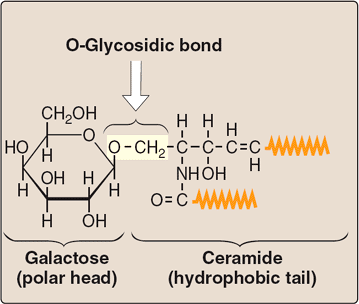 O-Glycosidic bond
CH₂OH H H
O H
HO O–CH₂–C–C–C=C
H H
OH H NH OH
H
O=C
H OH
Galactose
(polar head)
Ceramide
(hydrophobic tail)